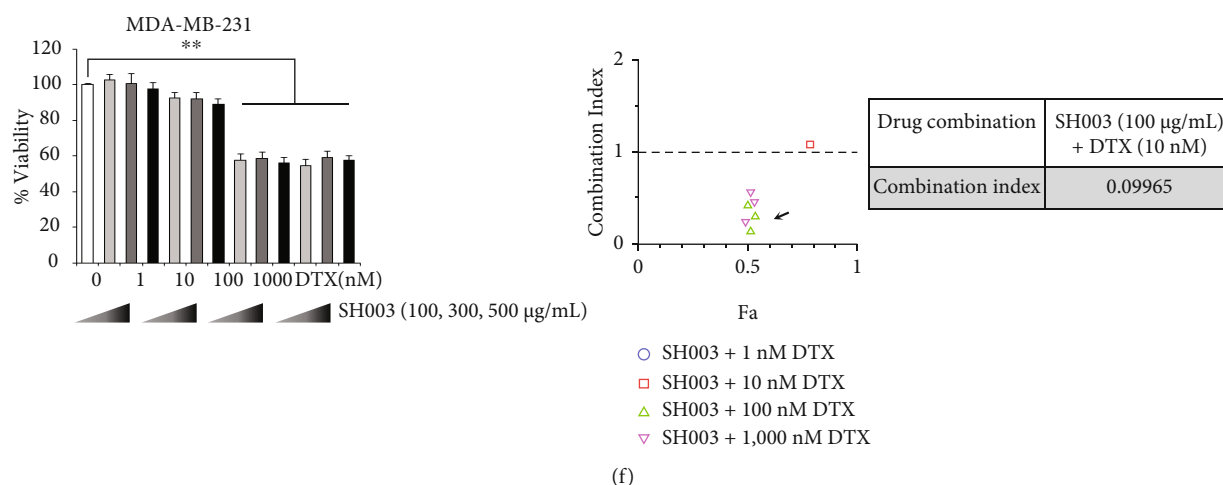 MDA-MB-231
**
% Viability
120
100
80
60
40
20
0
0 1 10 100 1000 DTX(nM)
SH003 (100, 300, 500 μg/mL)
Combination Index
2
1
0
0 0.5 1
Fa
SH003 + 1 nM DTX
SH003 + 10 nM DTX
SH003 + 100 nM DTX
SH003 + 1,000 nM DTX
Drug combination
SH003 (100 μg/mL)
+ DTX (10 nM)
Combination index
0.09965
(f)